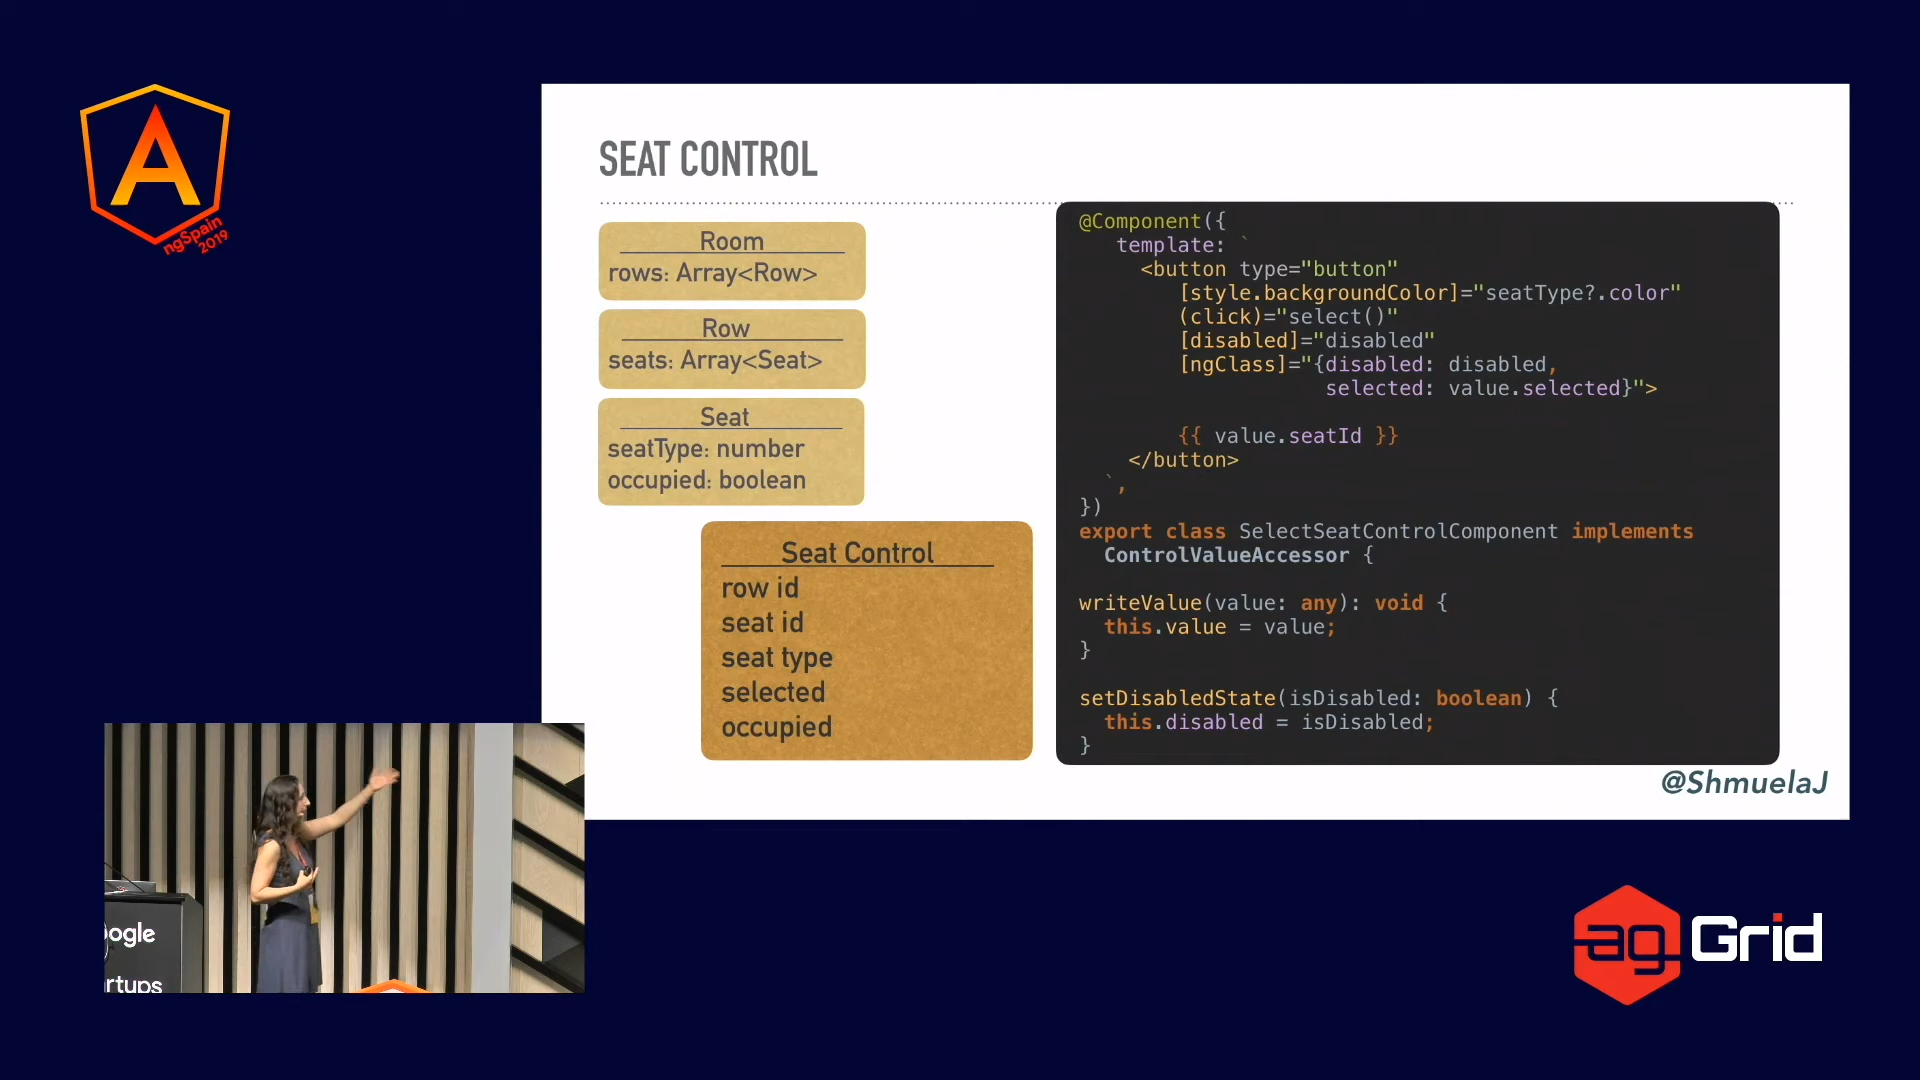 ngSpain
2019
SEAT CONTROL
Room
rows: Array<Row>
Row
seats: Array<Seat>
Seat
seatType: number
occupied: boolean
Seat Control
row id
seat id
seat type
selected
occupied
@Component({
template: `
<button type="button"
[style.backgroundColor]="seatType?.color"
(click)="select()"
[disabled]="disabled"
[ngClass]="{disabled: disabled,
selected: value.selected}">
{{ value.seatId }}
</button>
`,
})
export class SelectSeatControlComponent implements
ControlValueAccessor {
writeValue(value: any): void {
this.value = value;
}
setDisabledState(isDisabled: boolean) {
this.disabled = isDisabled;
}
@ShmuelaJ
oogle
rtups
ag Grid